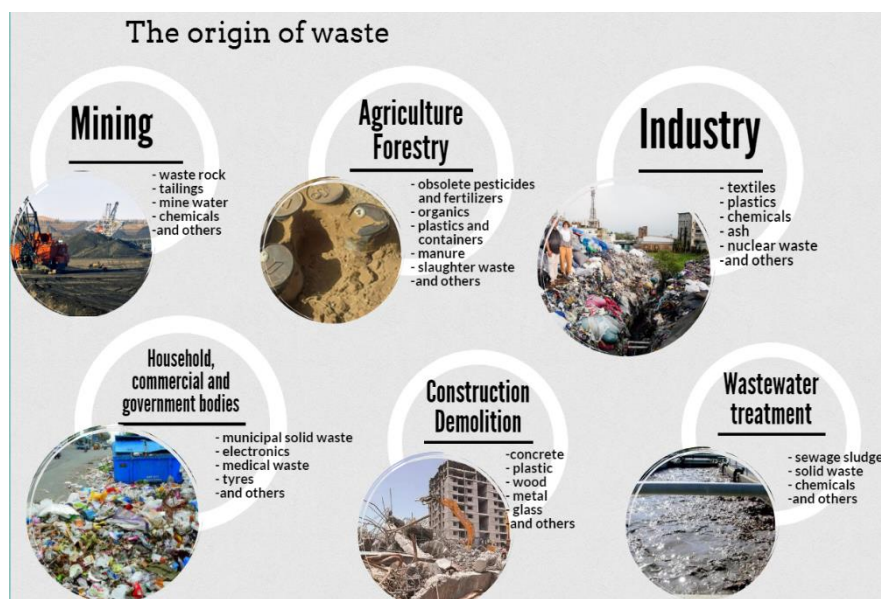 The origin of waste
Mining
- waste rock
- tailings
- mine water
- chemicals
-and others
Agriculture
Forestry
- obsolete pesticides
and fertilizers
- organics
- plastics and
containers
- manure
- slaughter waste
-and others
Industry
- textiles
- plastics
- chemicals
- ash
- nuclear waste
-and others
Household,
commercial and
government bodies
- municipal solid waste
- electronics
- medical waste
- tyres
-and others
Construction
Demolition
-concrete
- plastic
- wood
- metal
- glass
-and others
Wastewater
treatment
- sewage sludge
- solid waste
- chemicals
-and others